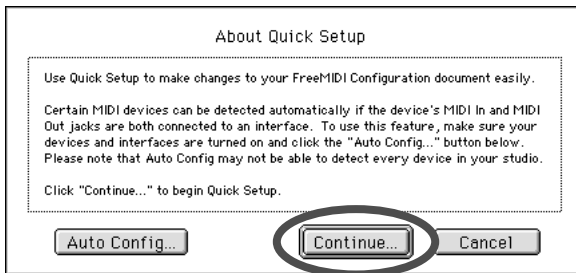 About Quick Setup
Use Quick Setup to make changes to your FreeMIDI Configuration document easily.
Certain MIDI devices can be detected automatically if the device's MIDI In and MIDI
Out jacks are both connected to an interface. To use this feature, make sure your
devices and interfaces are turned on and click the "Auto Config..." button below.
Please note that Auto Config may not be able to detect every device in your studio.
Click "Continue..." to begin Quick Setup.
Auto Config... Continue... Cancel